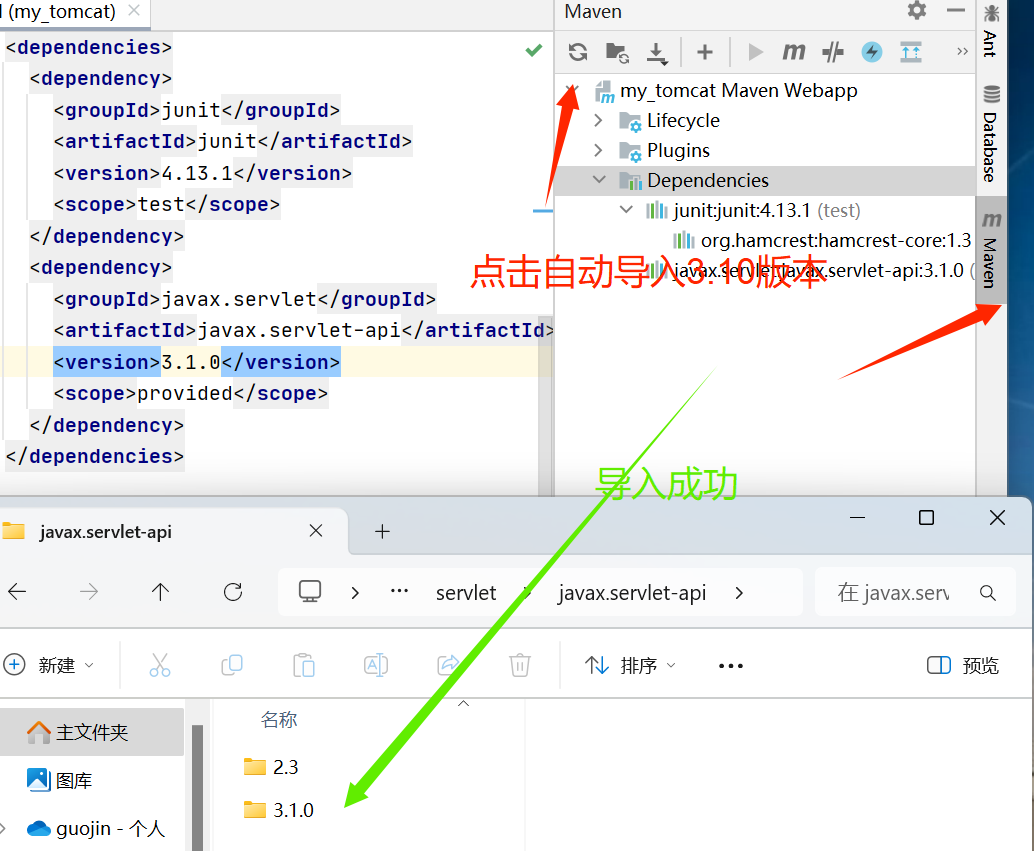 (my_tomcat)
<dependencies>
<dependency>
<groupId>junit</groupId>
<artifactId>junit</artifactId>
<version>4.13.1</version>
<scope>test</scope>
</dependency>
<dependency>
<groupId>javax.servlet</groupId>
<artifactId>javax.servlet-api</artifactId>
<version>3.1.0</version>
<scope>provided</scope>
</dependency>
</dependencies>
Maven
my_tomcat Maven Webapp
Lifecycle
Plugins
Dependencies
junit:junit:4.13.1 (test)
org.hamcrest:hamcrest-core:1.3
javax.servlet:javax.servlet-api:3.1.0 (
点击自动导入3.10版本
Ant
Database
Maven
导入成功
javax.servlet-api
servlet
javax.servlet-api
在 javax.serv
新建
排序
预览
主文件夹
图库
guojin - 个人
名称
2.3
3.1.0